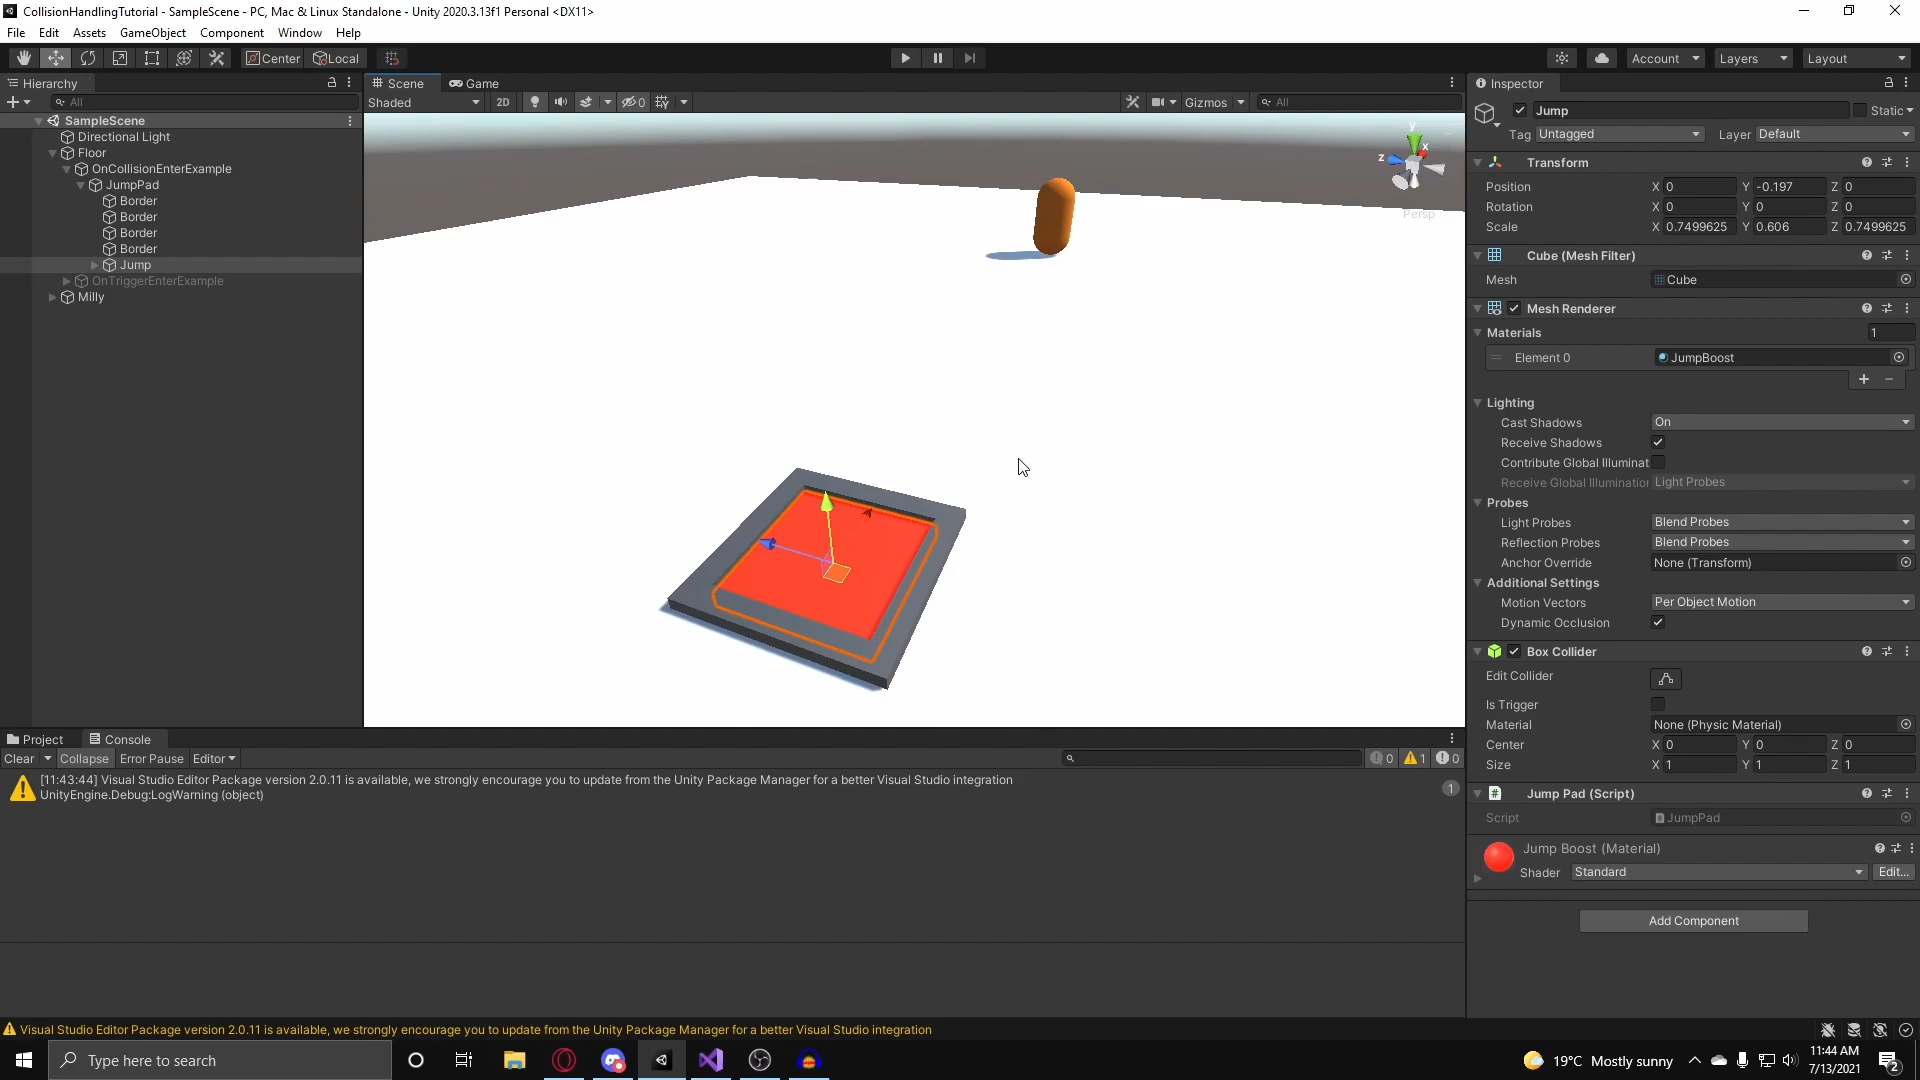 CollisionHandlingTutorial - SampleScene - PC, Mac & Linux Standalone - Unity 2020.3.13f1 Personal <DX11>
File Edit Assets GameObject Component Window Help
Center Local Account Layers Layout
Hierarchy
All
SampleScene
Directional Light
Floor
OnCollisionEnterExample
JumpPad
Border
Border
Border
Border
Jump
OnTriggerEnterExample
Milly
Scene Game
Shaded 2D 0 Gizmos All
y
x
z
Persp
Inspector
Jump Static
Tag Untagged Layer Default
Transform
Position X 0 Y -0.197 Z 0
Rotation X 0 Y 0 Z 0
Scale X 0.7499625 Y 0.606 Z 0.7499625
Cube (Mesh Filter)
Mesh Cube
Mesh Renderer
Materials 1
Element 0 JumpBoost
Lighting
Cast Shadows On
Receive Shadows
Contribute Global Illuminat
Receive Global Illumination Light Probes
Probes
Light Probes Blend Probes
Reflection Probes Blend Probes
Anchor Override None (Transform)
Additional Settings
Motion Vectors Per Object Motion
Dynamic Occlusion
Box Collider
Edit Collider
Is Trigger
Material None (Physic Material)
Center X 0 Y 0 Z 0
Size X 1 Y 1 Z 1
Jump Pad (Script)
Script JumpPad
Jump Boost (Material)
Shader Standard Edit...
Add Component
Project Console
Clear Collapse Error Pause Editor 0 1 0
[11:43:44] Visual Studio Editor Package version 2.0.11 is available, we strongly encourage you to update from the Unity Package Manager for a better Visual Studio integration
UnityEngine.Debug:LogWarning (object)
1
Visual Studio Editor Package version 2.0.11 is available, we strongly encourage you to update from the Unity Package Manager for a better Visual Studio integration
Type here to search
19°C Mostly sunny
11:44 AM
7/13/2021
2